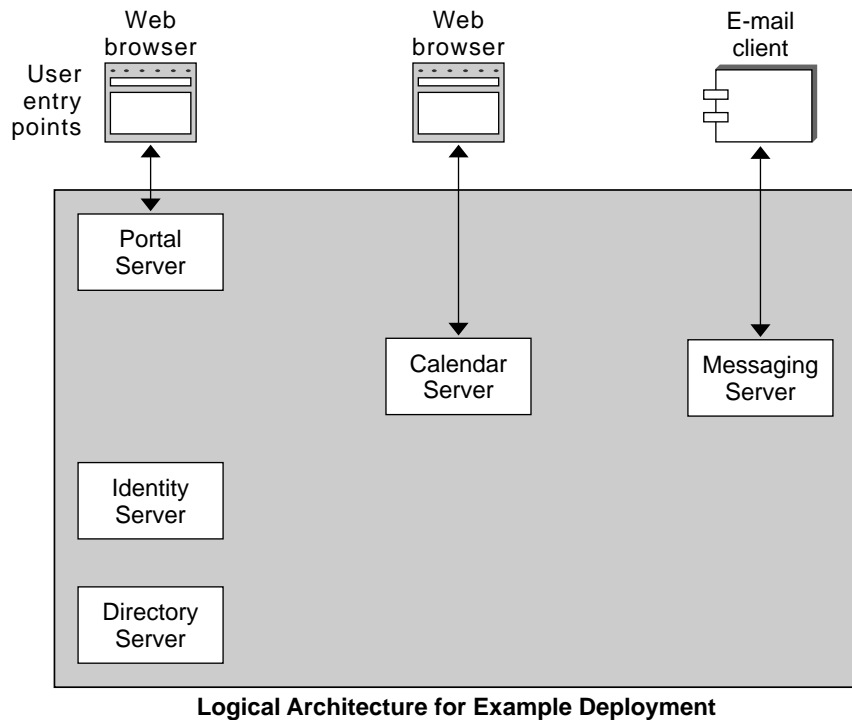 Web
browser
Web
browser
E-mail
client
User
entry
points
Portal
Server
Calendar
Server
Messaging
Server
Identity
Server
Directory
Server
Logical Architecture for Example Deployment